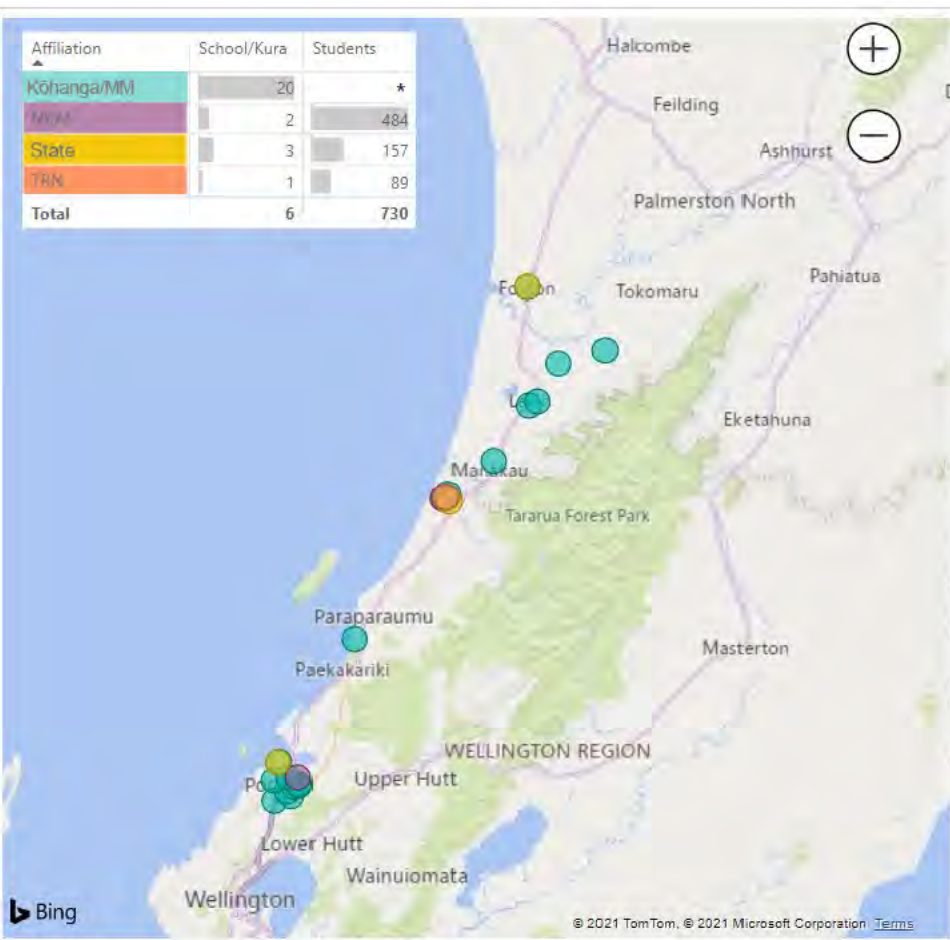 Affiliation School/Kura Students
Kōhanga/MM 20 *
2 484
State 3 157
TRN 1 89
Total 6 730
Halcombe
Feilding
Ashhurst
Palmerston North
Pahiatua
Tokomaru
Eketahuna
Manakau
Tararua Forest Park
Paraparaumu
Masterton
Paekakariki
WELLINGTON REGION
Upper Hutt
Lower Hutt
Wainuiomata
Wellington
Bing
© 2021 TomTom, © 2021 Microsoft Corporation Terms